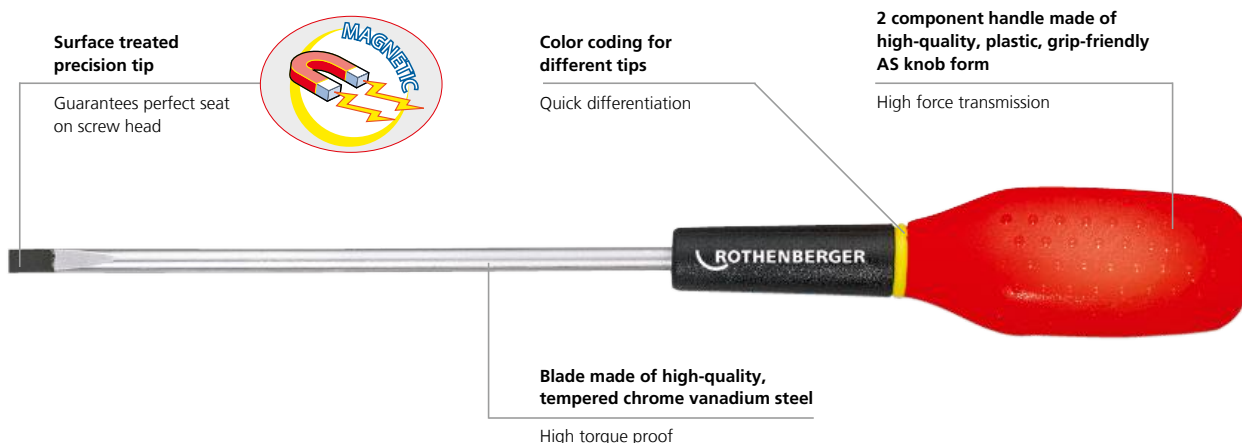 Surface treated
precision tip
Guarantees perfect seat
on screw head
MAGNETIC
Color coding for
different tips
Quick differentiation
2 component handle made of
high-quality, plastic, grip-friendly
AS knob form
High force transmission
ROTHENBERGER
Blade made of high-quality,
tempered chrome vanadium steel
High torque proof